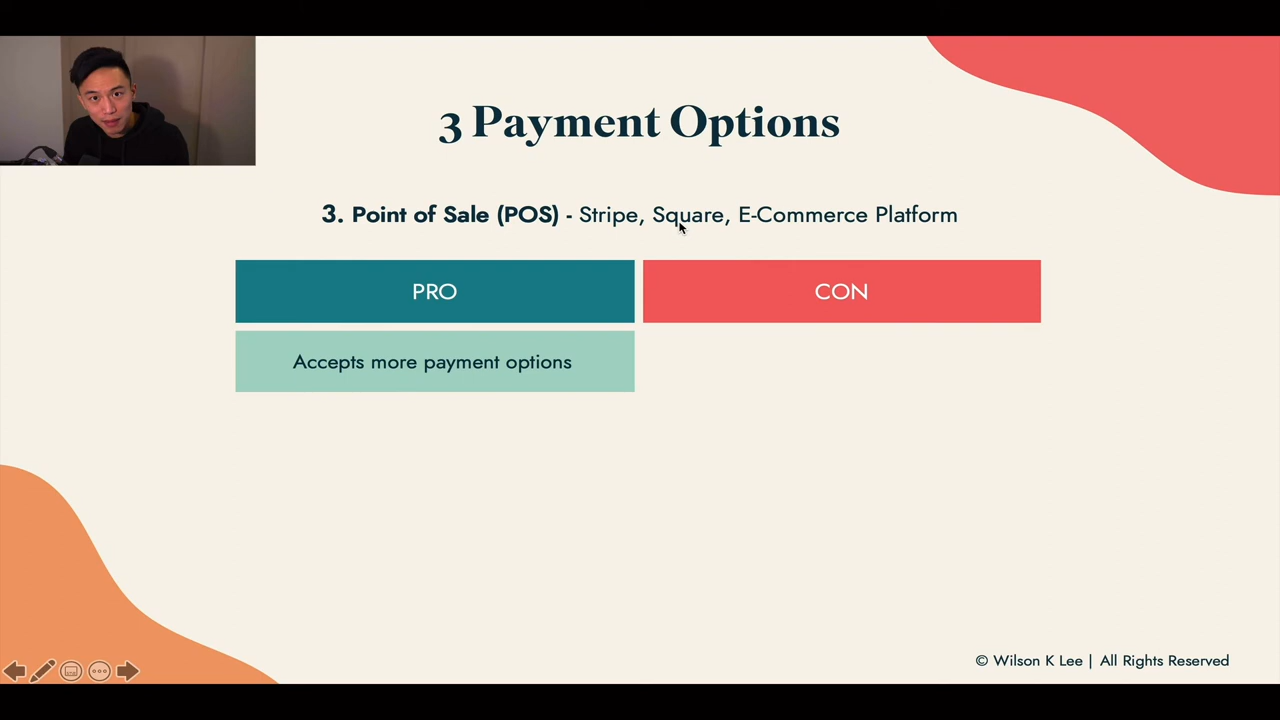 3 Payment Options
3. Point of Sale (POS) - Stripe, Square, E-Commerce Platform
PRO
CON
Accepts more payment options
© Wilson K Lee | All Rights Reserved